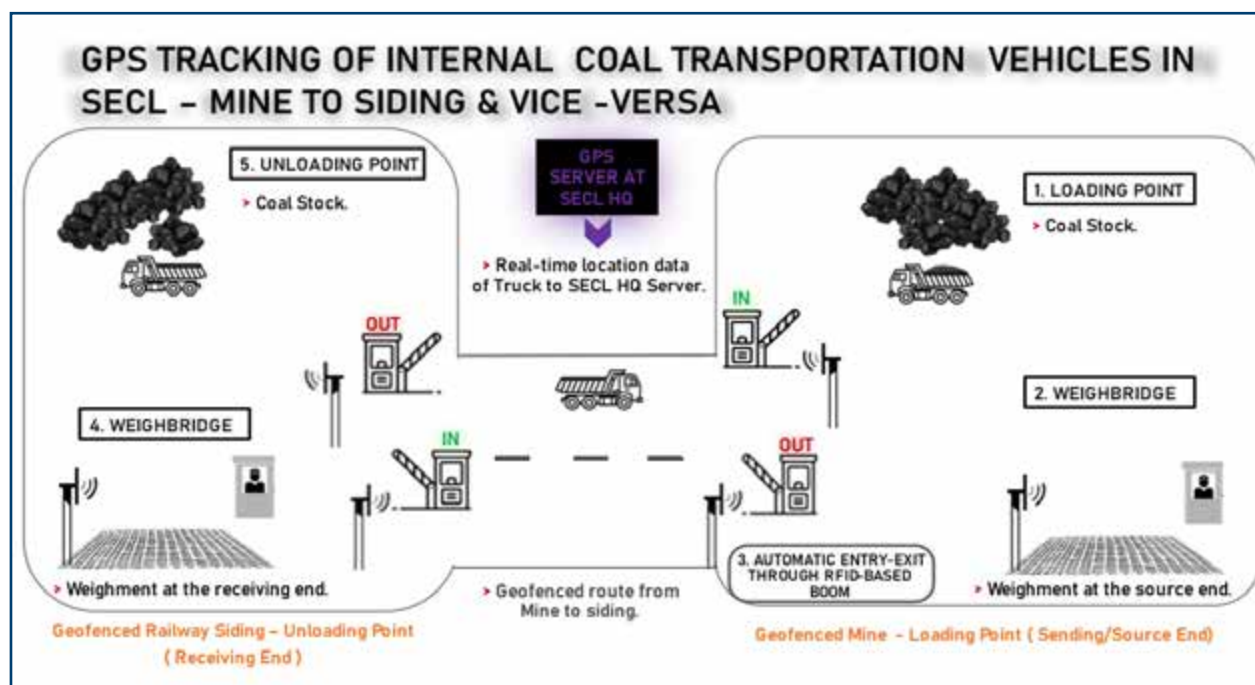 GPS TRACKING OF INTERNAL COAL TRANSPORTATION VEHICLES IN
SECL – MINE TO SIDING & VICE -VERSA
5. UNLOADING POINT
➤ Coal Stock.
GPS
SERVER AT
SECL HQ
➤ Real-time location data
of Truck to SECL HQ Server.
1. LOADING POINT
➤ Coal Stock.
OUT
IN
4. WEIGHBRIDGE
IN
OUT
2. WEIGHBRIDGE
➤ Weighment at the receiving end.
➤ Geofenced route from
Mine to siding.
3. AUTOMATIC ENTRY-EXIT
THROUGH RFID-BASED
BOOM
➤ Weighment at the source end.
Geofenced Railway Siding – Unloading Point
( Receiving End )
Geofenced Mine – Loading Point ( Sending/Source End)